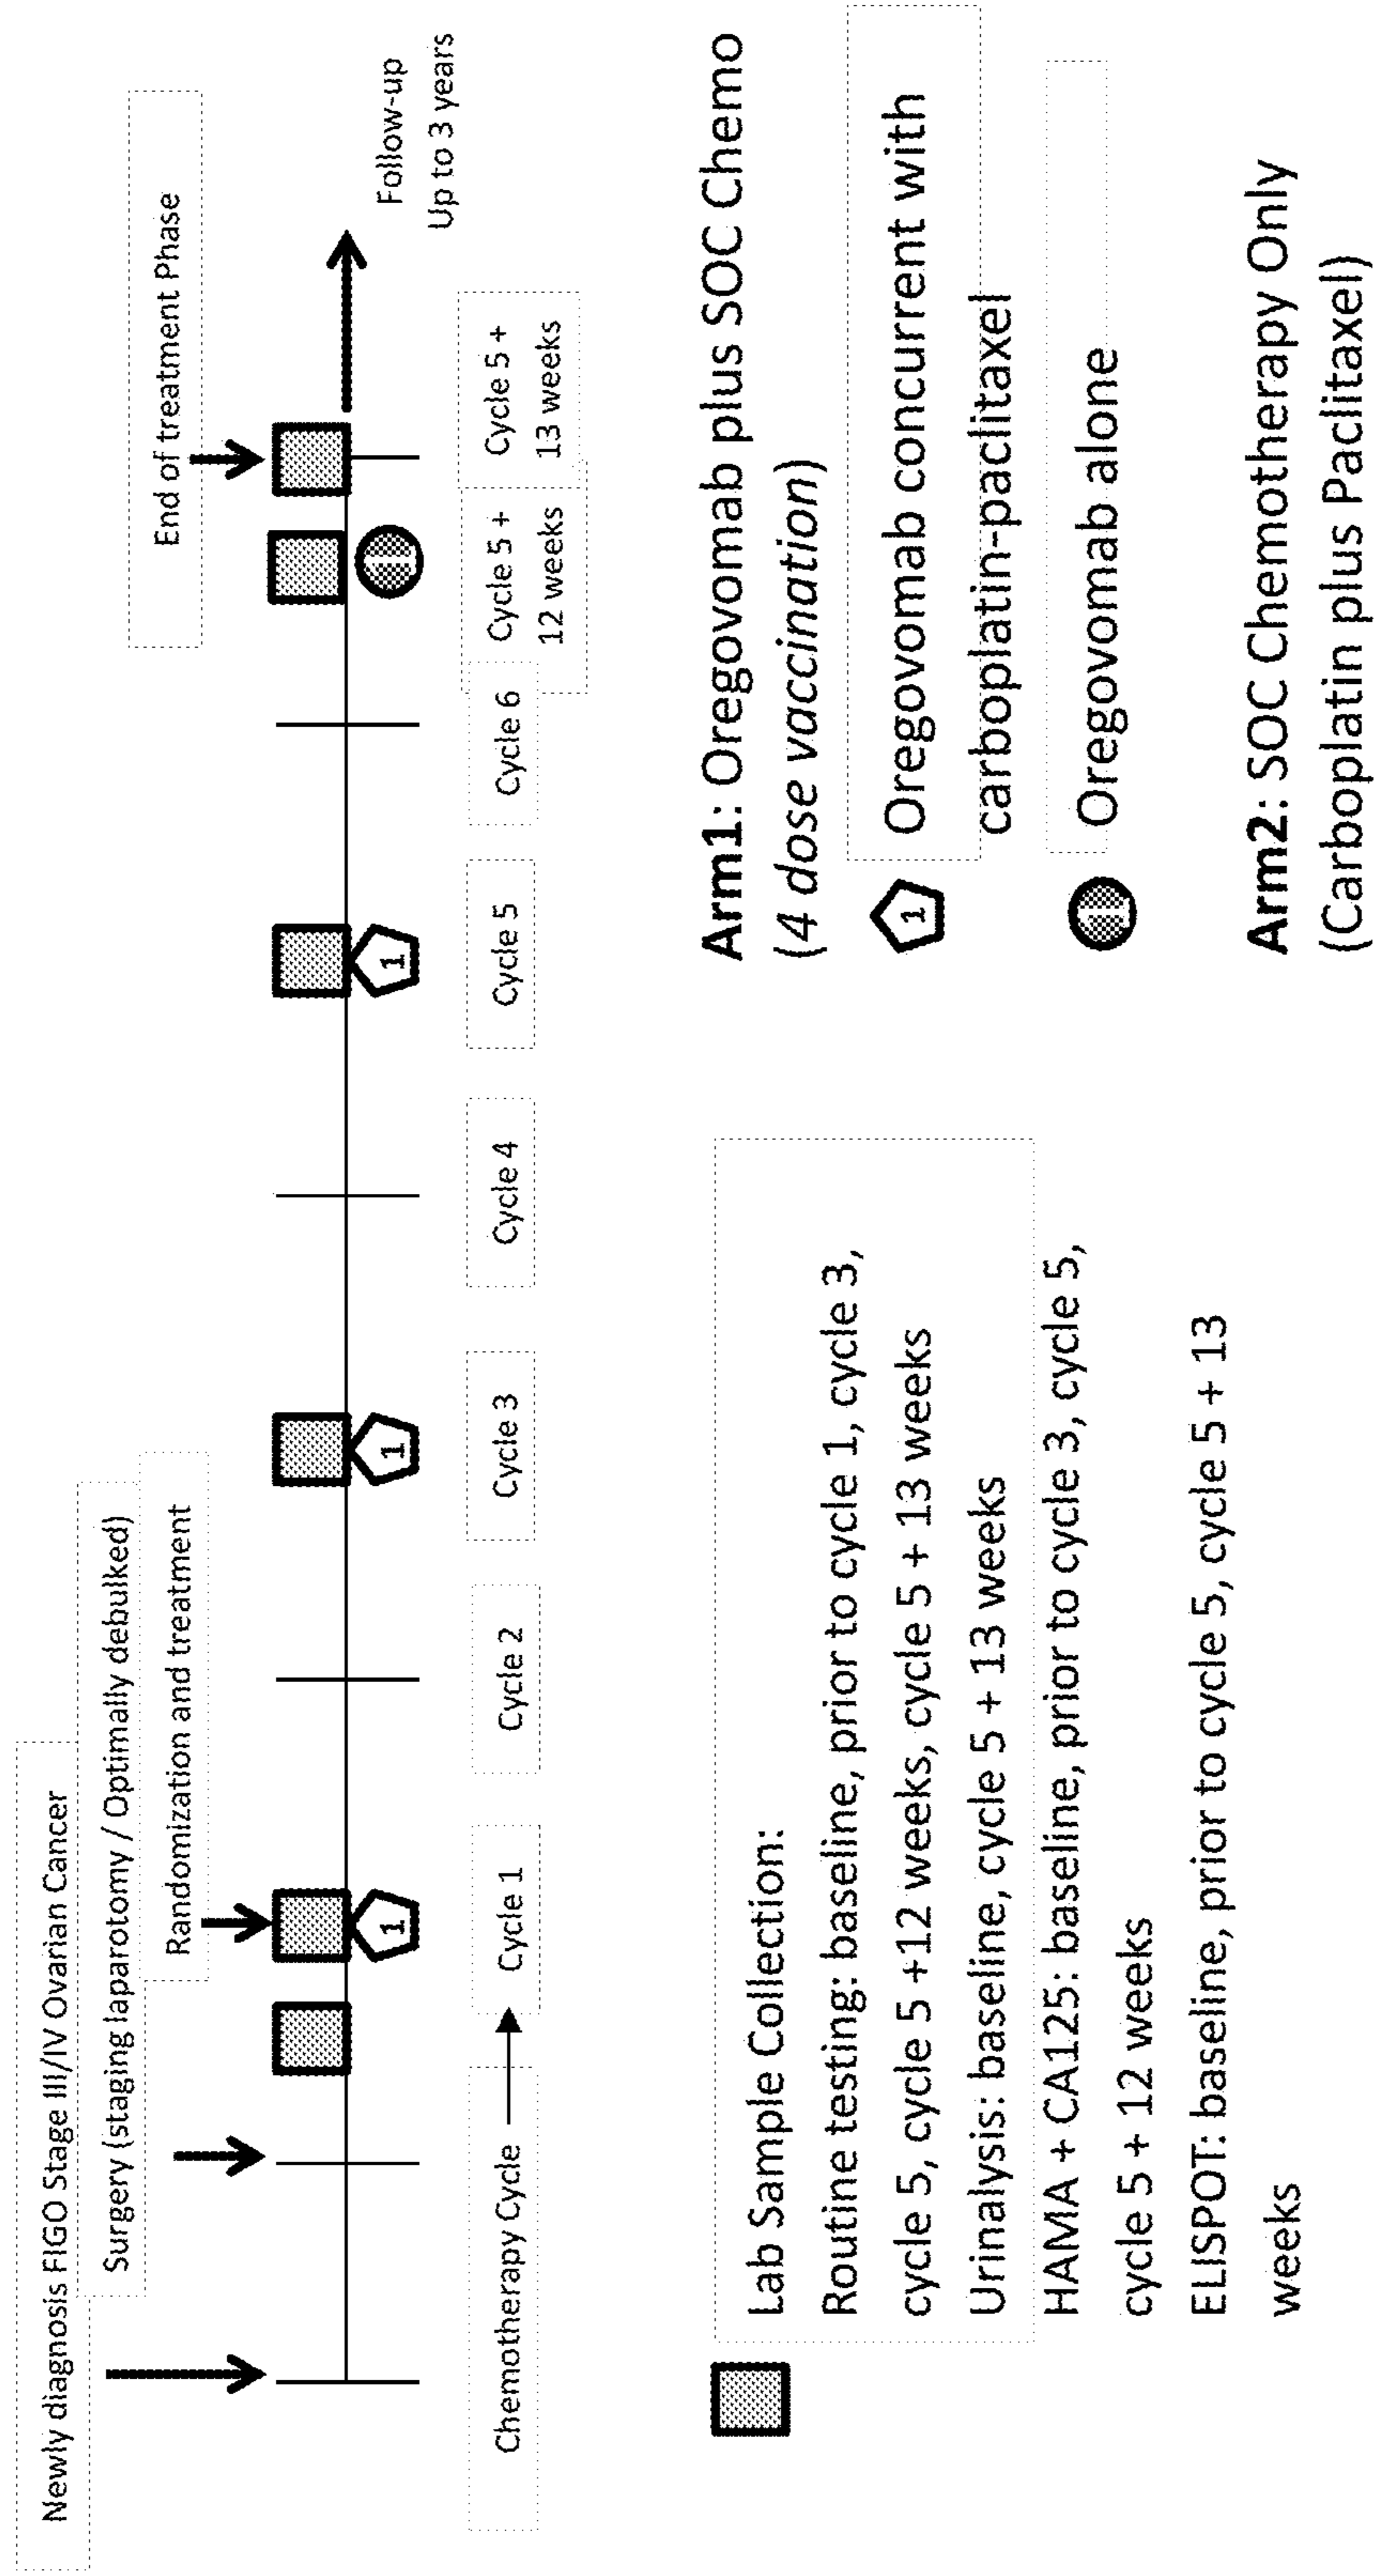 Newly diagnosis FIGO Stage III/IV Ovarian Cancer
Surgery (staging laparotomy / Optimally debulked)
Randomization and treatment
End of treatment Phase
Follow-up
Up to 3 years
1
1
1
Chemotherapy Cycle
Cycle 1
Cycle 2
Cycle 3
Cycle 4
Cycle 5
Cycle 6
Cycle 5 +
12 weeks
Cycle 5 +
13 weeks
Lab Sample Collection:
Routine testing: baseline, prior to cycle 1, cycle 3,
cycle 5, cycle 5 +12 weeks, cycle 5 + 13 weeks
Urinalysis: baseline, cycle 5 + 13 weeks
HAMA + CA125: baseline, prior to cycle 3, cycle 5,
cycle 5 + 12 weeks
ELISPOT: baseline, prior to cycle 5, cycle 5 + 13
weeks
Arm1: Oregovomab plus SOC Chemo
(4 dose vaccination)
1 Oregovomab concurrent with
carboplatin-paclitaxel
Oregovomab alone
Arm2: SOC Chemotherapy Only
(Carboplatin plus Paclitaxel)